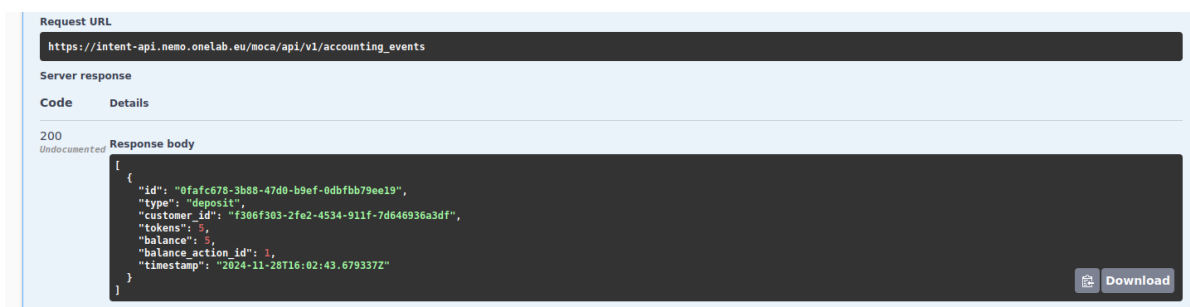 Request URL
https://intent-api.nemo.onelab.eu/moca/api/v1/accounting_events
Server response
Code Details
200
Undocumented
Response body
[
{
"id": "0fafc678-3b88-47d0-b9ef-0dbfbb79ee19",
"type": "deposit",
"customer_id": "f306f303-2fe2-4534-911f-7d646936a3df",
"tokens": 5,
"balance": 5,
"balance_action_id": 1,
"timestamp": "2024-11-28T16:02:43.679337Z"
}
]
Download